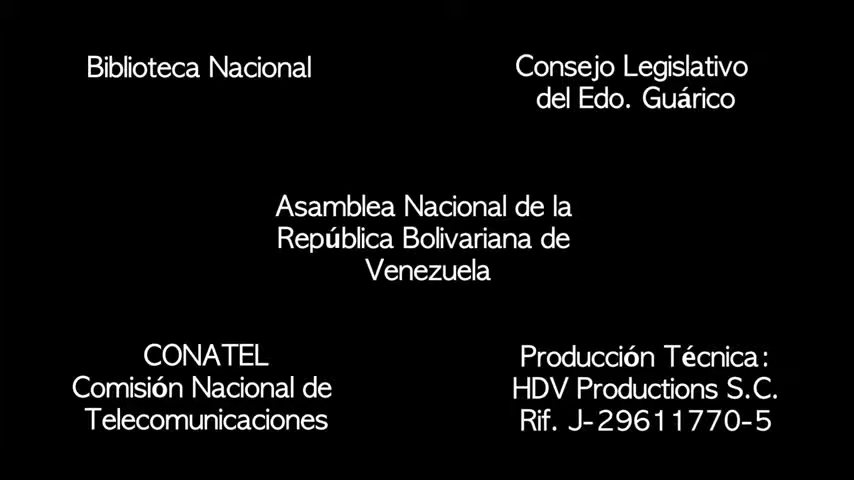 Biblioteca Nacional
Consejo Legislativo
del Edo. Guárico
Asamblea Nacional de la
República Bolivariana de
Venezuela
CONATEL
Comisión Nacional de
Telecomunicaciones
Producción Técnica:
HDV Productions S.C.
Rif. J-29611770-5